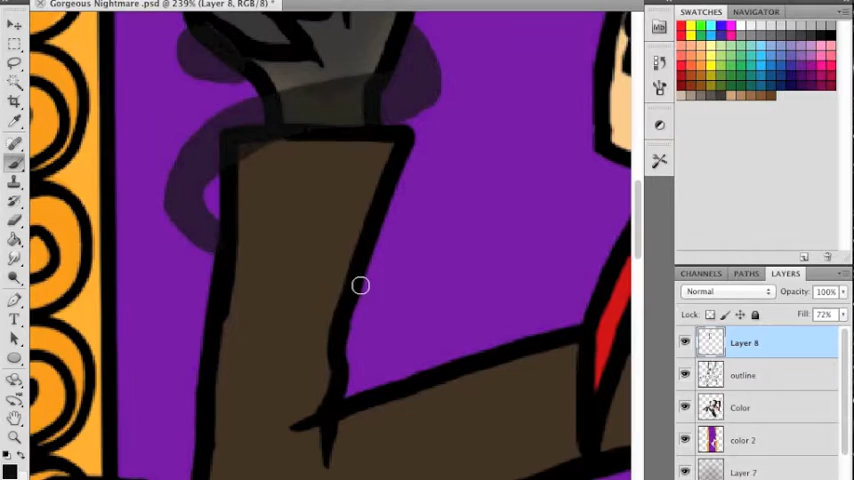 Gorgeous Nightmare .psd @ 239% (Layer 8, RGB/8) *
SWATCHES NAVIGATOR
Mb
CHANNELS PATHS LAYERS
Normal Opacity: 100%
Lock: Fill: 72%
Layer 8
outline
Color
color 2
Layer 7
T